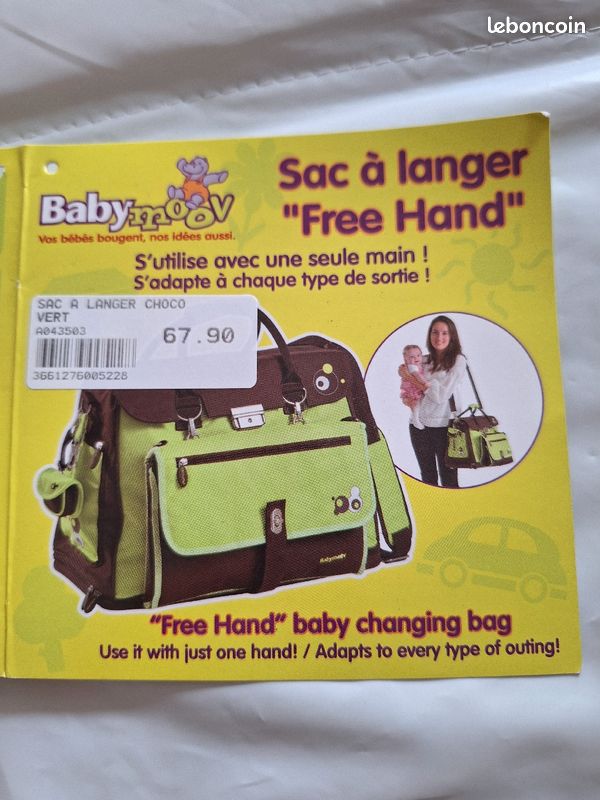 leboncoin
Babymoov
Vos bébés bougent, nos idées aussi.
Sac à langer
"Free Hand"
S'utilise avec une seule main !
S'adapte à chaque type de sortie !
SAC A LANGER CHOCO
VERT
A043503
67.90
3661276005228
Babymoov
"Free Hand" baby changing bag
Use it with just one hand! / Adapts to every type of outing!